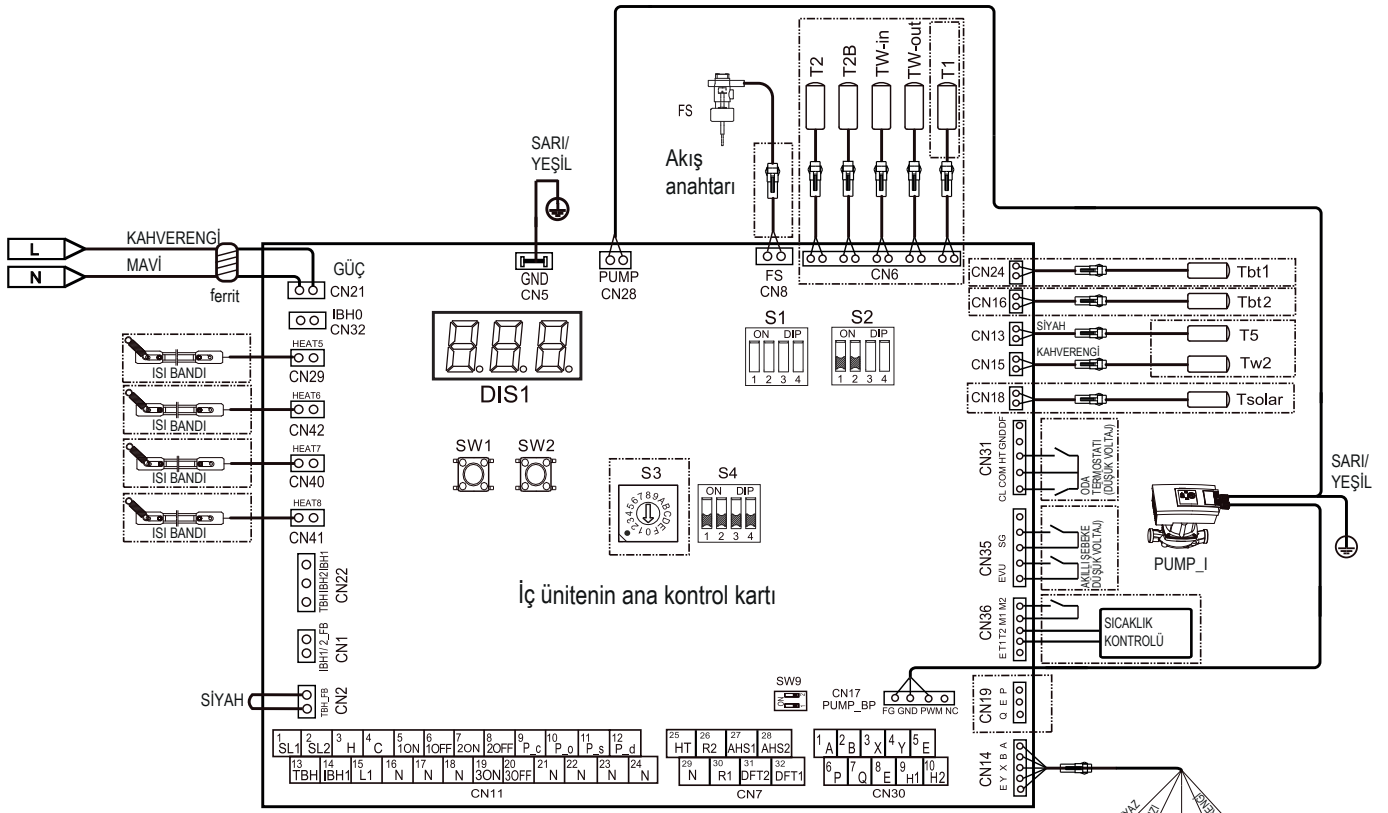 T2
T2B
TW-in
TW-out
T1
FS
Akış
anahtarı
SARI/
YEŞİL
L
KAHVERENGİ
N
MAVİ
ferrit
GÜÇ
CN21
IBH0
CN32
GND
CN5
PUMP
CN28
FS
CN8
CN6
CN24
Tbt1
CN16
Tbt2
CN13
SİYAH
T5
CN15
KAHVERENGİ
Tw2
CN18
Tsolar
HEAT5
CN29
ISI BANDI
HEAT6
CN42
ISI BANDI
HEAT7
CN40
ISI BANDI
HEAT8
CN41
ISI BANDI
DIS1
S1
ON DIP
1 2 3 4
S2
ON DIP
1 2 3 4
SW1
SW2
S3
0123456789ABCDEF
S4
ON DIP
1 2 3 4
CN31
CL COM HT GND DF
ODA
TERMOSTATI
(DÜŞÜK VOLTAJ)
SARI/
YEŞİL
PUMP_I
CN35
EVU SG
AKILLI ŞEBEKE
DÜŞÜK VOLTAJ)
CN36
E T1 T2 M1 M2
SICAKLIK
KONTROLÜ
TBH IBH2 IBH1
CN22
İç ünitenin ana kontrol kartı
IBH1/ 2_FB
CN1
SİYAH
TBH_FB
CN2
SW9
ON
1 2
CN17
PUMP_BP
FG GND PWM NC
CN19
Q E P
CN14
E Y X B A
1 SL1 2 SL2 3 H 4 C 5 1ON 6 1OFF 7 2ON 8 2OFF 9 P_c 10 P_o 11 P_s 12 P_d
13 TBH 14 IBH1 15 L1 16 N 17 N 18 N 19 3ON 20 3OFF 21 N 22 N 23 N 24 N
CN11
25 HT 26 R2 27 AHS1 28 AHS2
29 N 30 R1 31 DFT2 32 DFT1
CN7
1 A 2 B 3 X 4 Y 5 E
6 P 7 Q 8 E 9 H1 10 H2
CN30